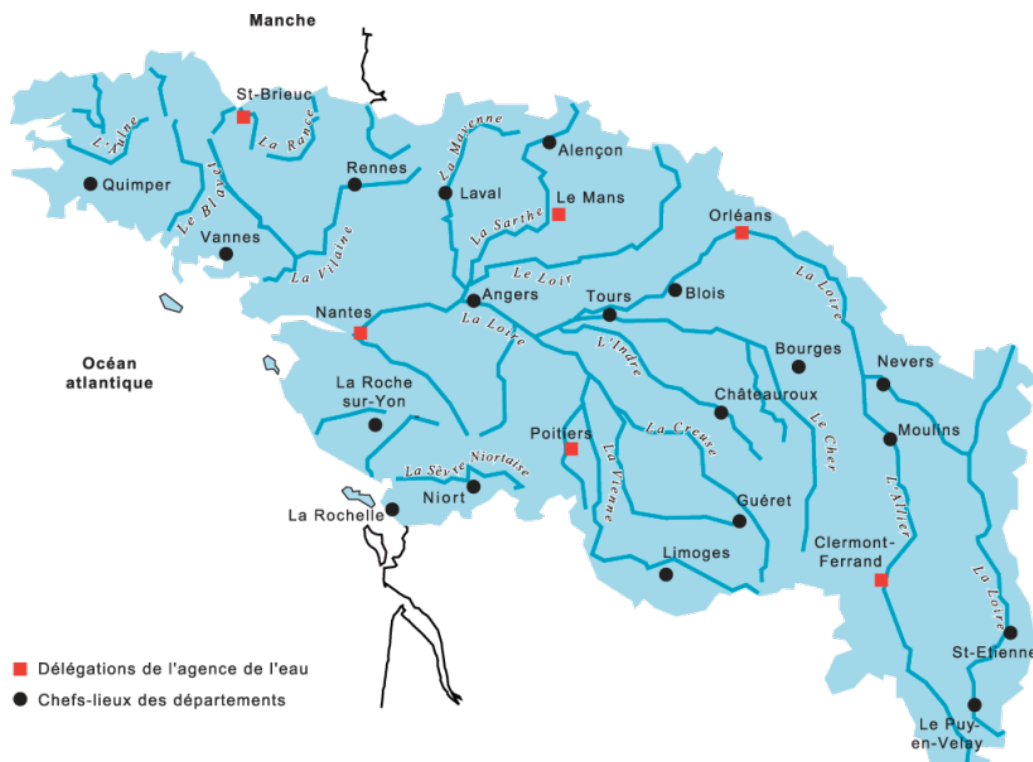 Manche
St-Brieuc
L'Aulne
La Rance
La Mayenne
Alençon
Quimper
Le Blavet
Rennes
Laval
Le Mans
La Sarthe
Orléans
Vannes
La Vilaine
Le Loir
La Loire
Blois
Angers
Tours
Nantes
La Loire
L'Indre
Océan
atlantique
Bourges
Nevers
La Roche
sur-Yon
Châteauroux
Moulins
Poitiers
La Creuse
Le Cher
La Sèvre Niortaise
Niort
La Vienne
Guéret
L'Allier
La Rochelle
Limoges
Clermont-
Ferrand
La Loire
St-Etienne
Le Puy-
en-Velay
Délégations de l'agence de l'eau
Chefs-lieux des départements